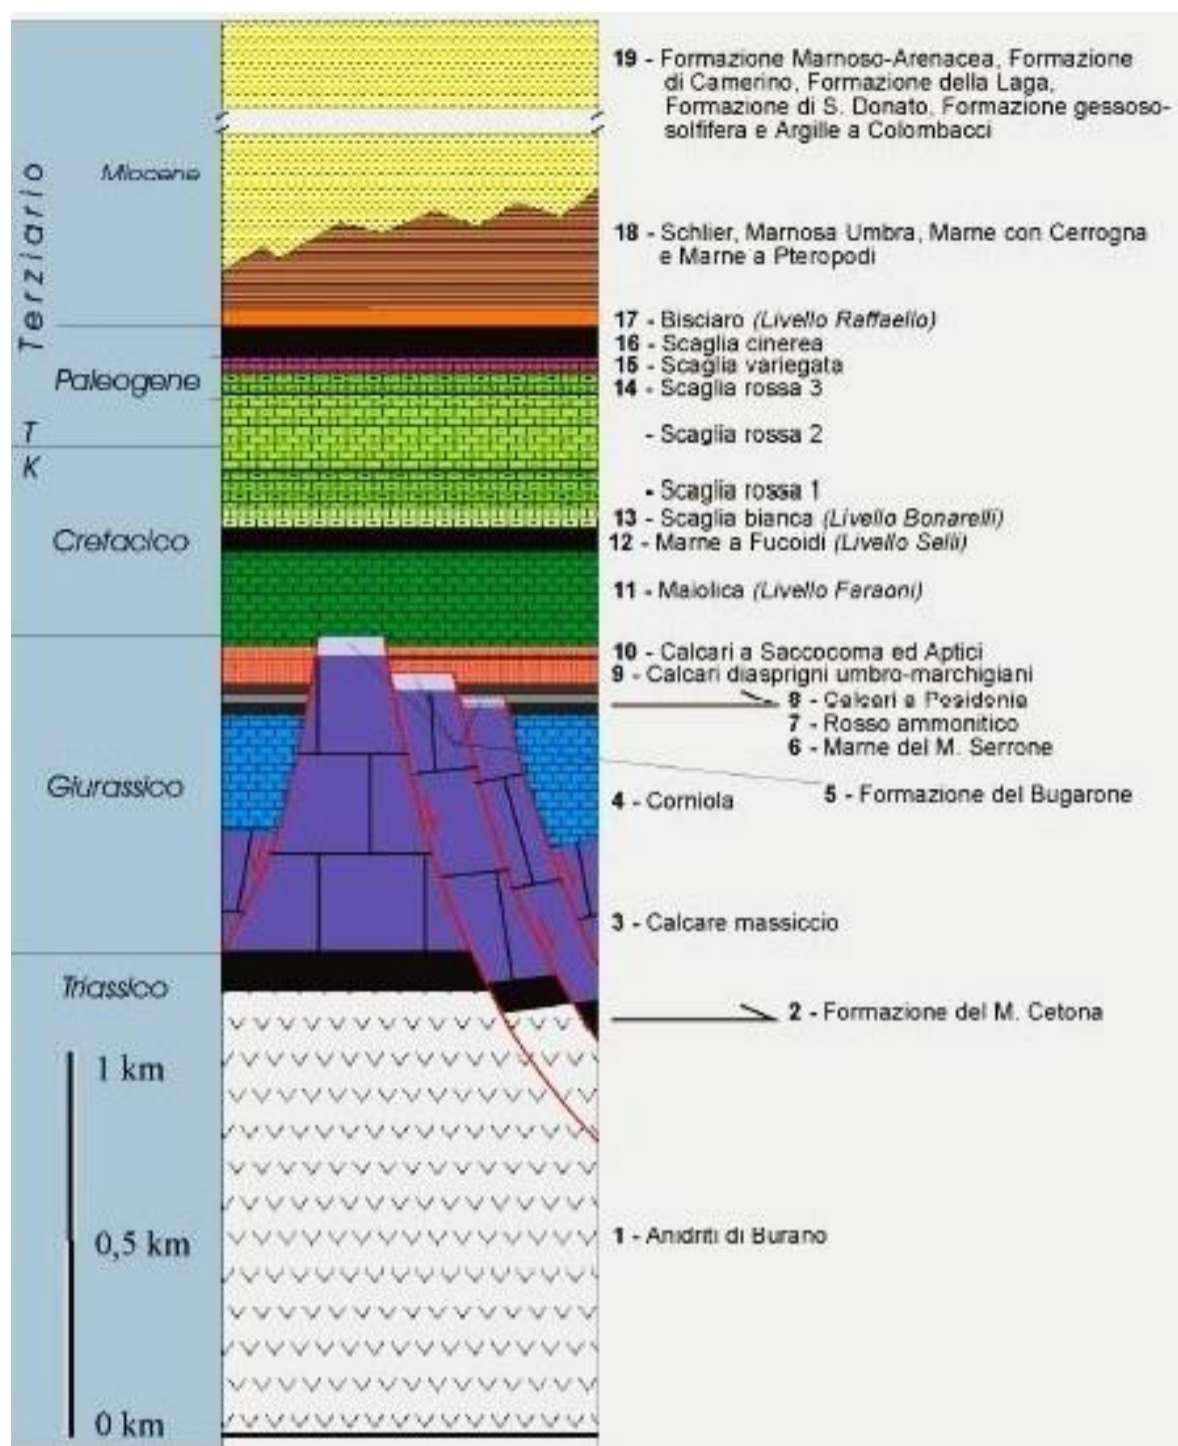 Terziario
Miocene
Paleogene
T
K
Cretacico
Giurassico
Triassico
1 km
0,5 km
0 km
19 - Formazione Marnoso-Arenacea, Formazione
di Camerino, Formazione della Laga,
Formazione di S. Donato, Formazione gessoso-
solfifera e Argille a Colombacci
18 - Schlier, Marnosa Umbra, Marne con Cerrogna
e Marne a Pteropodi
17 - Bisciaro (Livello Raffaello)
16 - Scaglia cinerea
15 - Scaglia variegata
14 - Scaglia rossa 3
- Scaglia rossa 2
- Scaglia rossa 1
13 - Scaglia bianca (Livello Bonarelli)
12 - Marne a Fucoidi (Livello Selli)
11 - Maiolica (Livello Faraoni)
10 - Calcari a Saccocoma ed Aptici
9 - Calcari diasprigni umbro-marchigiani
8 - Calcari a Posidonia
7 - Rosso ammonitico
6 - Marne del M. Serrone
5 - Formazione del Bugarone
4 - Corniola
3 - Calcare massiccio
2 - Formazione del M. Cetona
1 - Anidriti di Burano